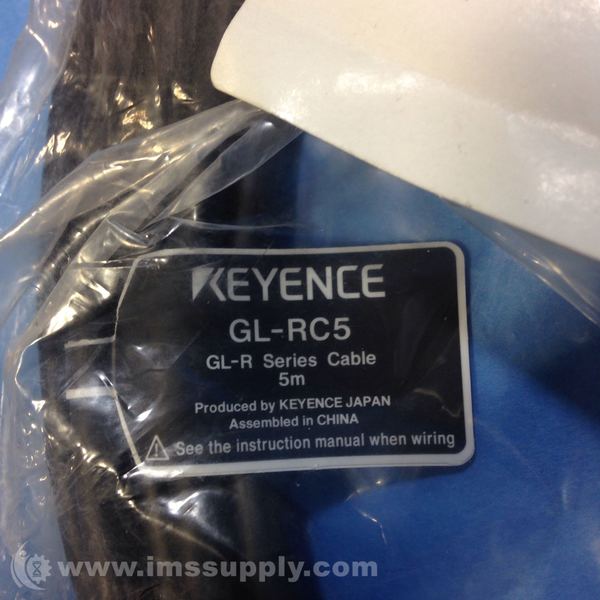 KEYENCE
GL-RC5
GL-R Series Cable
5m
Produced by KEYENCE JAPAN
Assembled in CHINA
See the instruction manual when wiring
www.imssupply.com